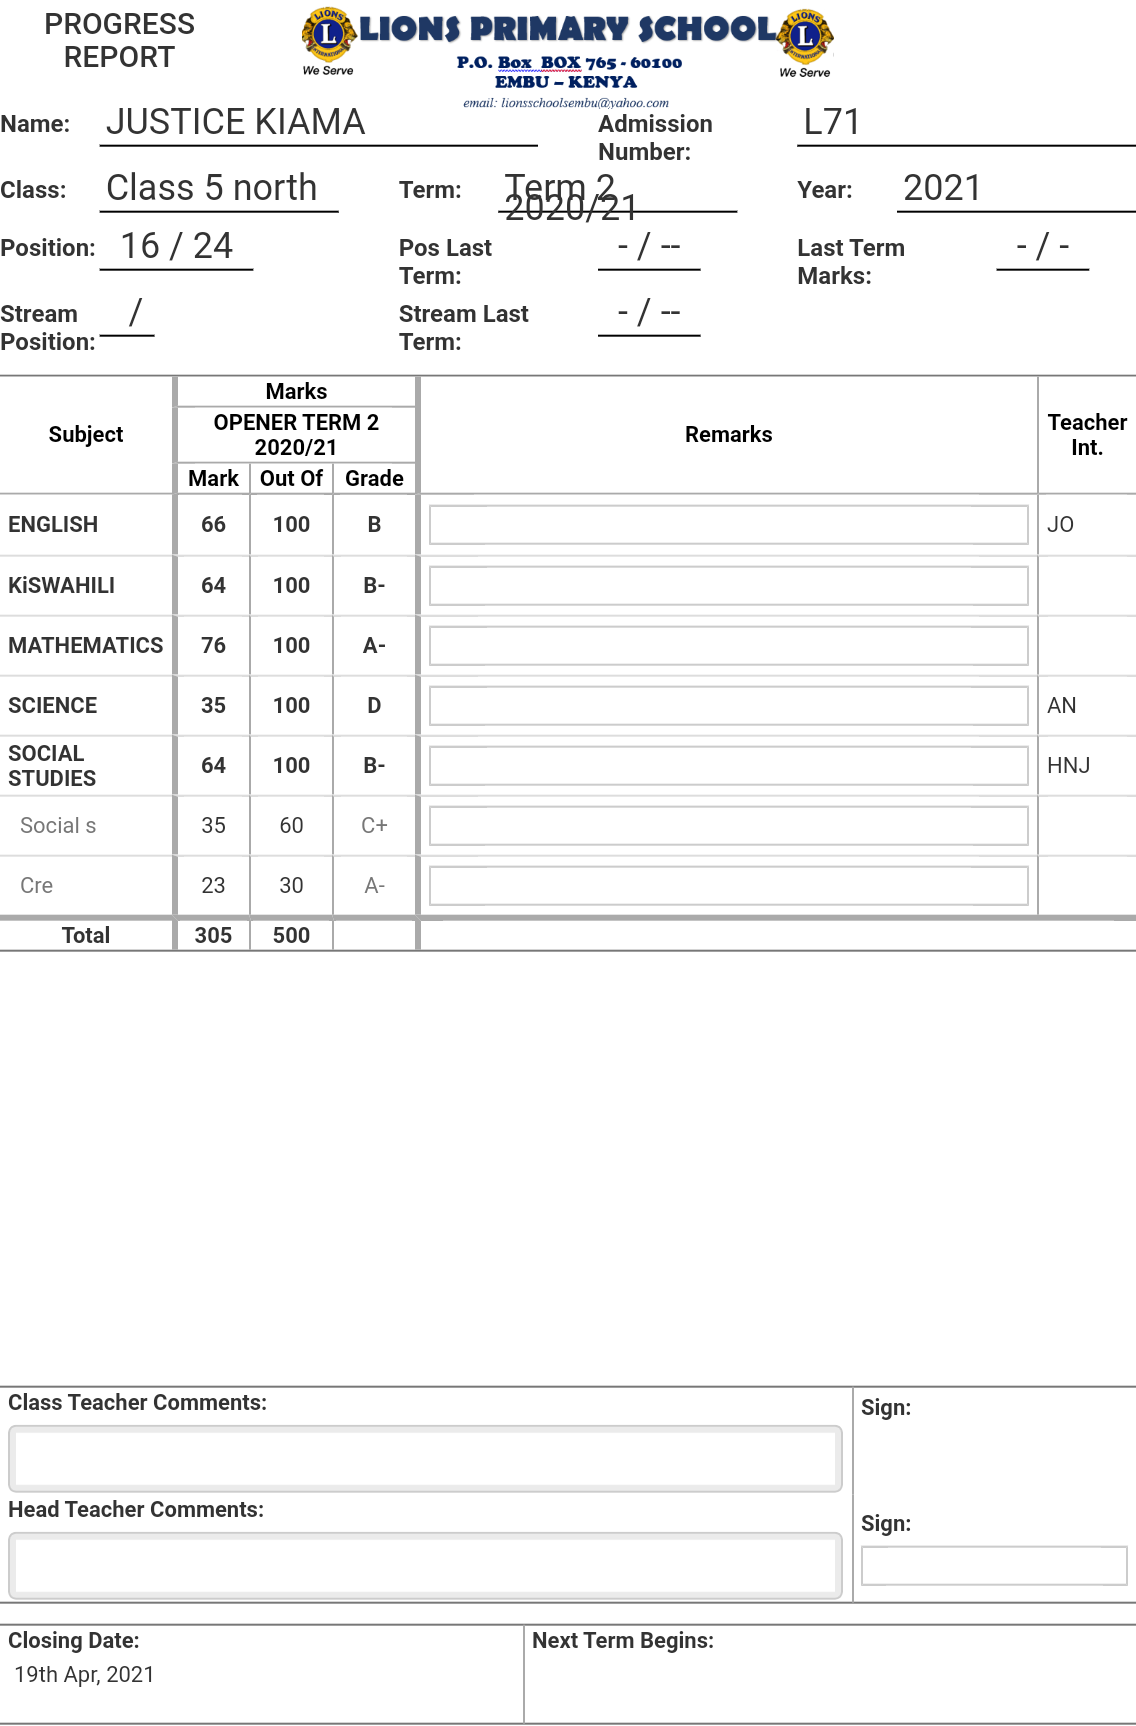 PROGRESS REPORT
LIONS PRIMARY SCHOOL
We Serve
We Serve
P.O. Box BOX 765 - 60100
EMBU – KENYA
email: lionsschoolsembu@yahoo.com
Name: JUSTICE KIAMA Admission Number: L71
Class: Class 5 north Term: Term 2 2020/21 Year: 2021
Position: 16 / 24 Pos Last Term: - / -- Last Term Marks: - / -
Stream Position: / Stream Last Term: - / --
Subject Marks Remarks Teacher Int.
OPENER TERM 2 2020/21
Mark Out Of Grade
ENGLISH 66 100 B JO
KiSWAHILI 64 100 B-
MATHEMATICS 76 100 A-
SCIENCE 35 100 D AN
SOCIAL STUDIES 64 100 B- HNJ
Social s 35 60 C+
Cre 23 30 A-
Total 305 500
Class Teacher Comments: Sign:
Head Teacher Comments: Sign:
Closing Date: Next Term Begins:
19th Apr, 2021